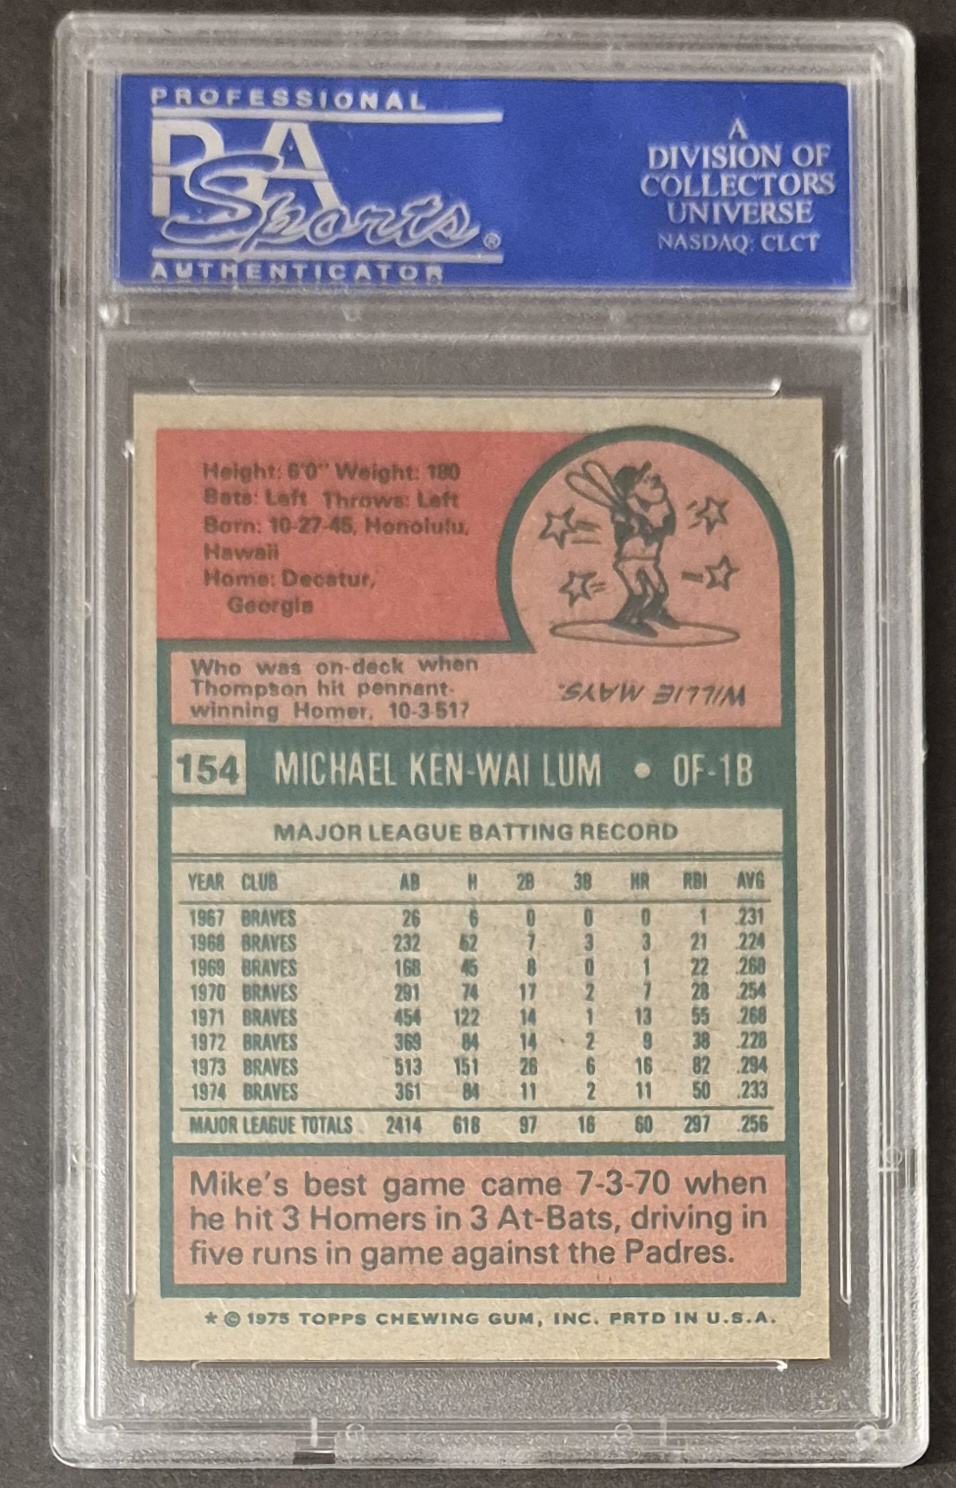 PROFESSIONAL
PSA
Sports®
AUTHENTICATOR
A
DIVISION OF
COLLECTORS
UNIVERSE
NASDAQ: CLCT
Height: 6'0" Weight: 180
Bats: Left Throws: Left
Born: 10-27-45, Honolulu,
Hawaii
Home: Decatur,
Georgia
Who was on-deck when
Thompson hit pennant-
winning Homer, 10-3-51?
WILLIE MAYS.
154 MICHAEL KEN-WAI LUM • OF-1B
MAJOR LEAGUE BATTING RECORD
YEAR CLUB AB H 2B 3B HR RBI AVG
1967 BRAVES 26 6 0 0 0 1 .231
1968 BRAVES 232 52 7 3 3 21 .224
1969 BRAVES 168 45 8 0 1 22 .268
1970 BRAVES 291 74 17 2 7 28 .254
1971 BRAVES 454 122 14 1 13 55 .268
1972 BRAVES 369 84 14 2 9 38 .228
1973 BRAVES 513 151 26 6 16 82 .294
1974 BRAVES 361 84 11 2 11 50 .233
MAJOR LEAGUE TOTALS 2414 618 97 16 60 297 .256
Mike's best game came 7-3-70 when
he hit 3 Homers in 3 At-Bats, driving in
five runs in game against the Padres.
* © 1975 TOPPS CHEWING GUM, INC. PRTD IN U.S.A.